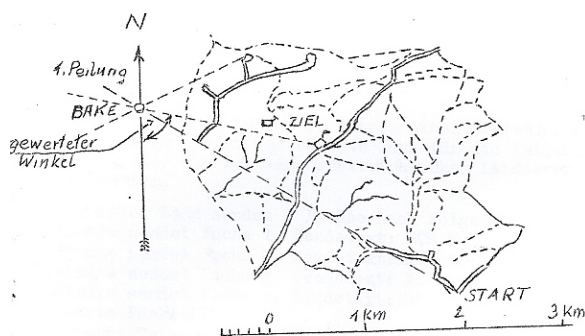 N
1. Peilung
BAKE
ZIEL
gewerteter
Winkel
START
0 1 Km 2 3 Km